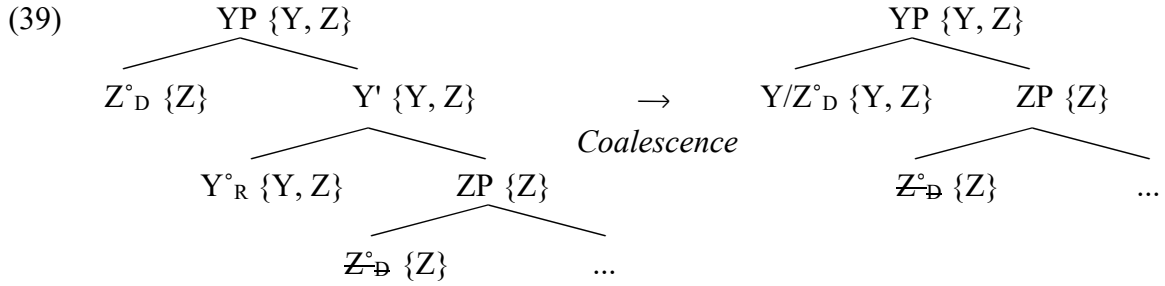 (39) YP {Y, Z} YP {Y, Z}
Z°D {Z} Y' {Y, Z} → Y/Z°D {Y, Z} ZP {Z}
Coalescence
Y°R {Y, Z} ZP {Z} Z°D {Z} ...
Z°D {Z} ...